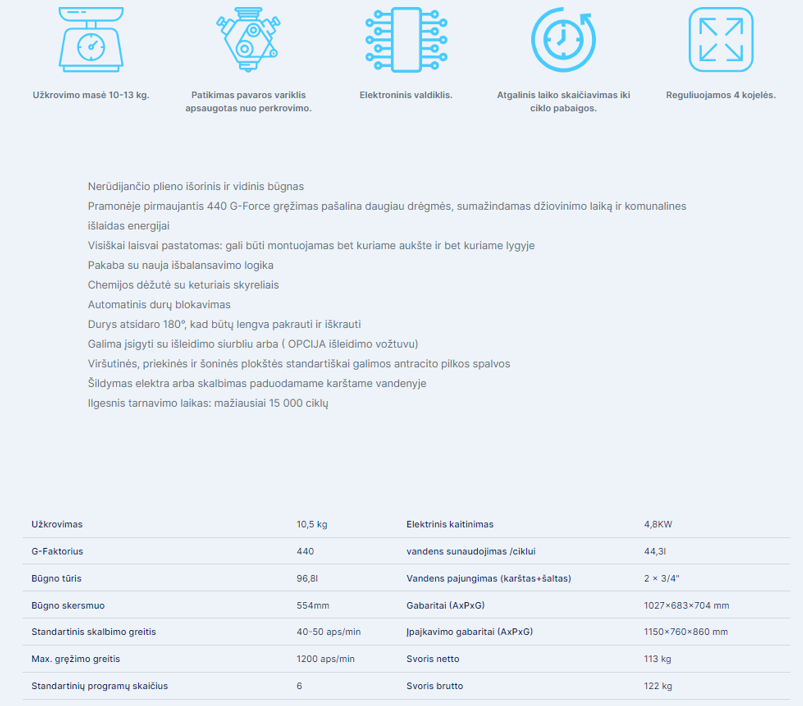 Užkrovimo masė 10-13 kg.
Patikimas pavaros variklis
apsaugotas nuo perkrovimo.
Elektroninis valdiklis.
Atgalinis laiko skaičiavimas iki
ciklo pabaigos.
Reguliuojamos 4 kojelės.
Nerūdijančio plieno išorinis ir vidinis būgnas
Pramonėje pirmaujantis 440 G-Force gręžimas pašalina daugiau drėgmės, sumažindamas džiovinimo laiką ir komunalines
išlaidas energijai
Visiškai laisvai pastatomas: gali būti montuojamas bet kuriame aukšte ir bet kuriame lygyje
Pakaba su nauja išbalansavimo logika
Chemijos dėžutė su keturiais skyreliais
Automatinis durų blokavimas
Durys atsidaro 180°, kad būtų lengva pakrauti ir iškrauti
Galima įsigyti su išleidimo siurbliu arba ( OPCIJA išleidimo vožtuvu)
Viršutinės, priekinės ir šoninės plokštės standartiškai galimos antracito pilkos spalvos
Šildymas elektra arba skalbimas paduodamame karštame vandenyje
Ilgesnis tarnavimo laikas: mažiausiai 15 000 ciklų
Užkrovimas 10,5 kg Elektrinis kaitinimas 4,8KW
G-Faktorius 440 vandens sunaudojimas /ciklui 44,3l
Būgno tūris 96,8l Vandens pajungimas (karštas+šaltas) 2 × 3/4"
Būgno skersmuo 554mm Gabaritai (AxPxG) 1027×683×704 mm
Standartinis skalbimo greitis 40-50 aps/min Įpajkavimo gabaritai (AxPxG) 1150×760×860 mm
Max. gręžimo greitis 1200 aps/min Svoris netto 113 kg
Standartinių programų skaičius 6 Svoris brutto 122 kg